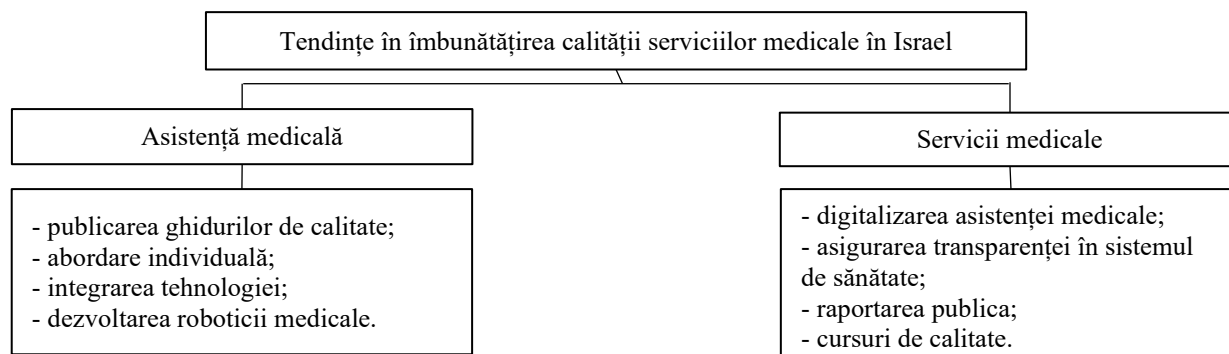 Tendințe în îmbunătățirea calității serviciilor medicale în Israel
Asistență medicală
- publicarea ghidurilor de calitate;
- abordare individuală;
- integrarea tehnologiei;
- dezvoltarea roboticii medicale.
Servicii medicale
- digitalizarea asistenței medicale;
- asigurarea transparenței în sistemul
de sănătate;
- raportarea publica;
- cursuri de calitate.